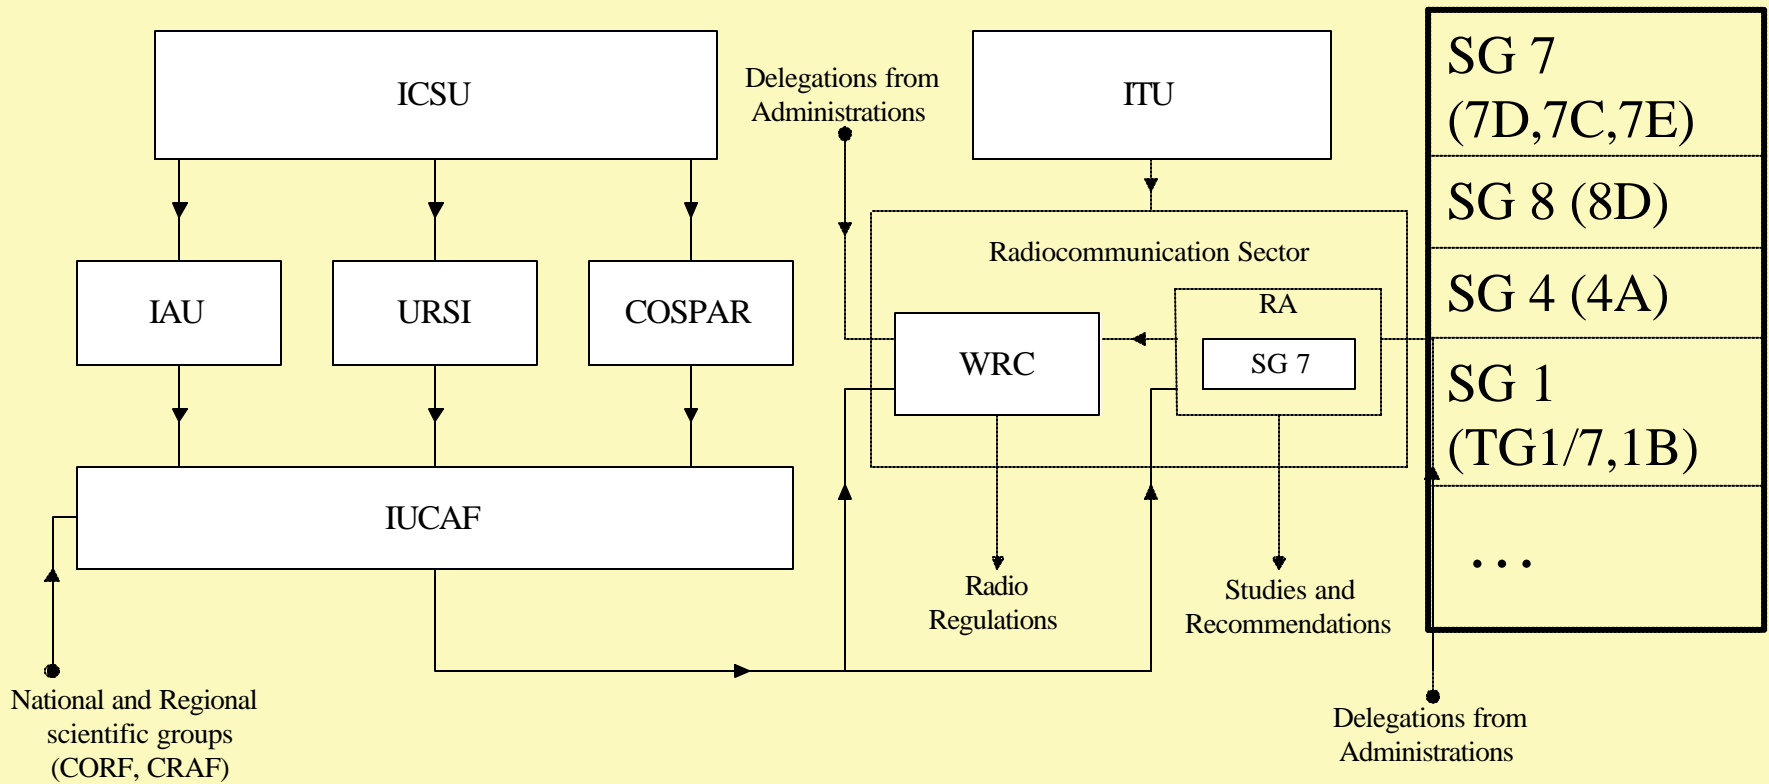 ICSU
Delegations from
Administrations
ITU
SG 7
(7D,7C,7E)
SG 8 (8D)
Radiocommunication Sector
IAU
URSI
COSPAR
WRC
RA
SG 7
SG 4 (4A)
SG 1
(TG1/7,1B)
IUCAF
...
Radio
Regulations
Studies and
Recommendations
National and Regional
scientific groups
(CORF, CRAF)
Delegations from
Administrations